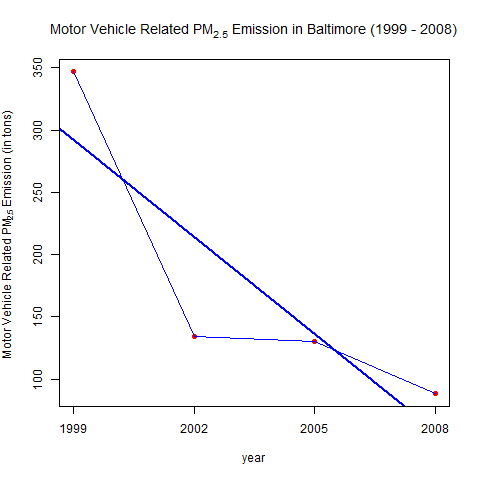 Motor Vehicle Related PM2.5 Emission in Baltimore (1999 - 2008)
Motor Vehicle Related PM2.5 Emission (in tons)
350
300
250
200
150
100
1999 2002 2005 2008
year